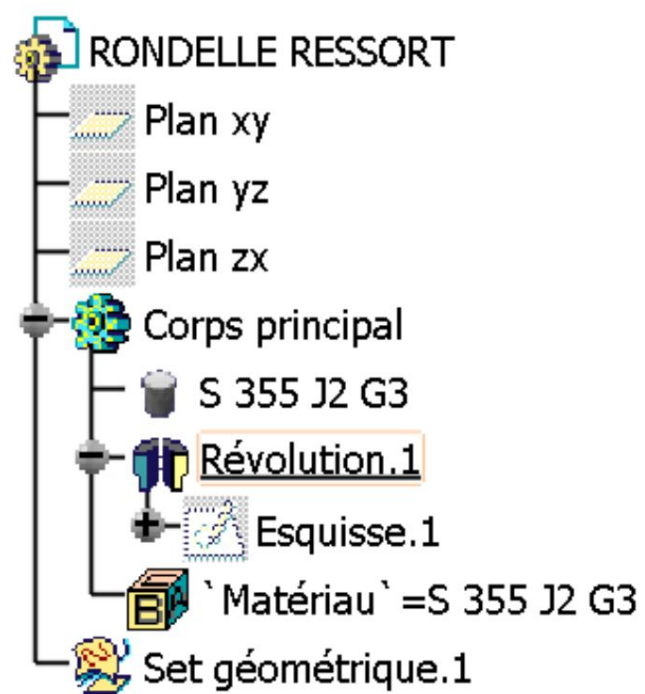 RONDELLE RESSORT
Plan xy
Plan yz
Plan zx
Corps principal
S 355 J2 G3
Révolution.1
Esquisse.1
`Matériau`=S 355 J2 G3
Set géométrique.1